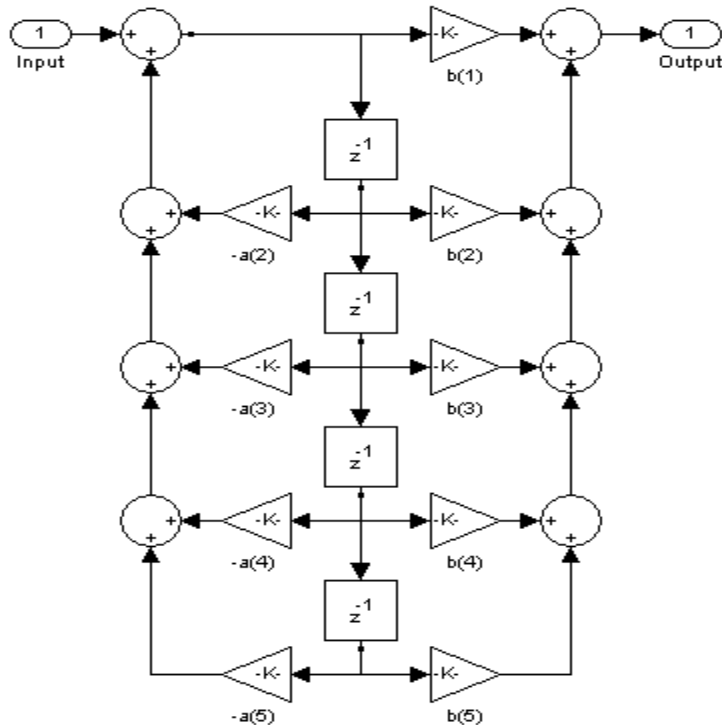 1 + + -K- + + 1
Input b(1) Output
z-1
+ + -K- -K- + +
-a(2) b(2)
z-1
+ + -K- -K- + +
-a(3) b(3)
z-1
+ + -K- -K- + +
-a(4) b(4)
z-1
-K- -K-
-a(5) b(5)